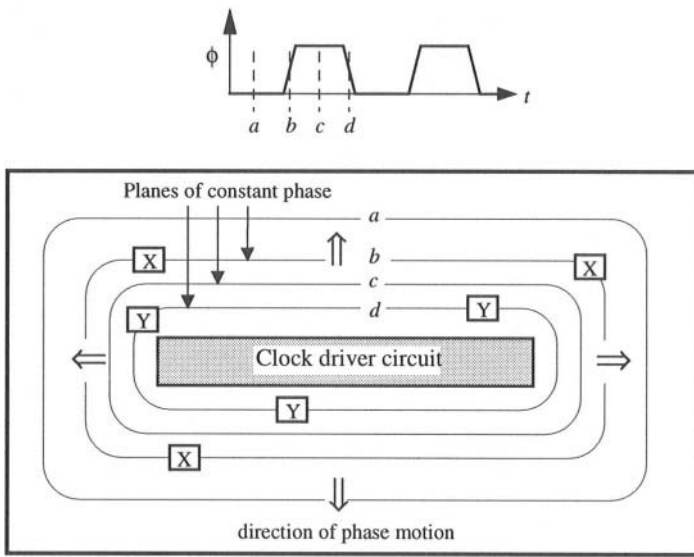 ϕ
t
a b c d
Planes of constant phase
a
X b X
c
Y d Y
Clock driver circuit
Y
X
direction of phase motion